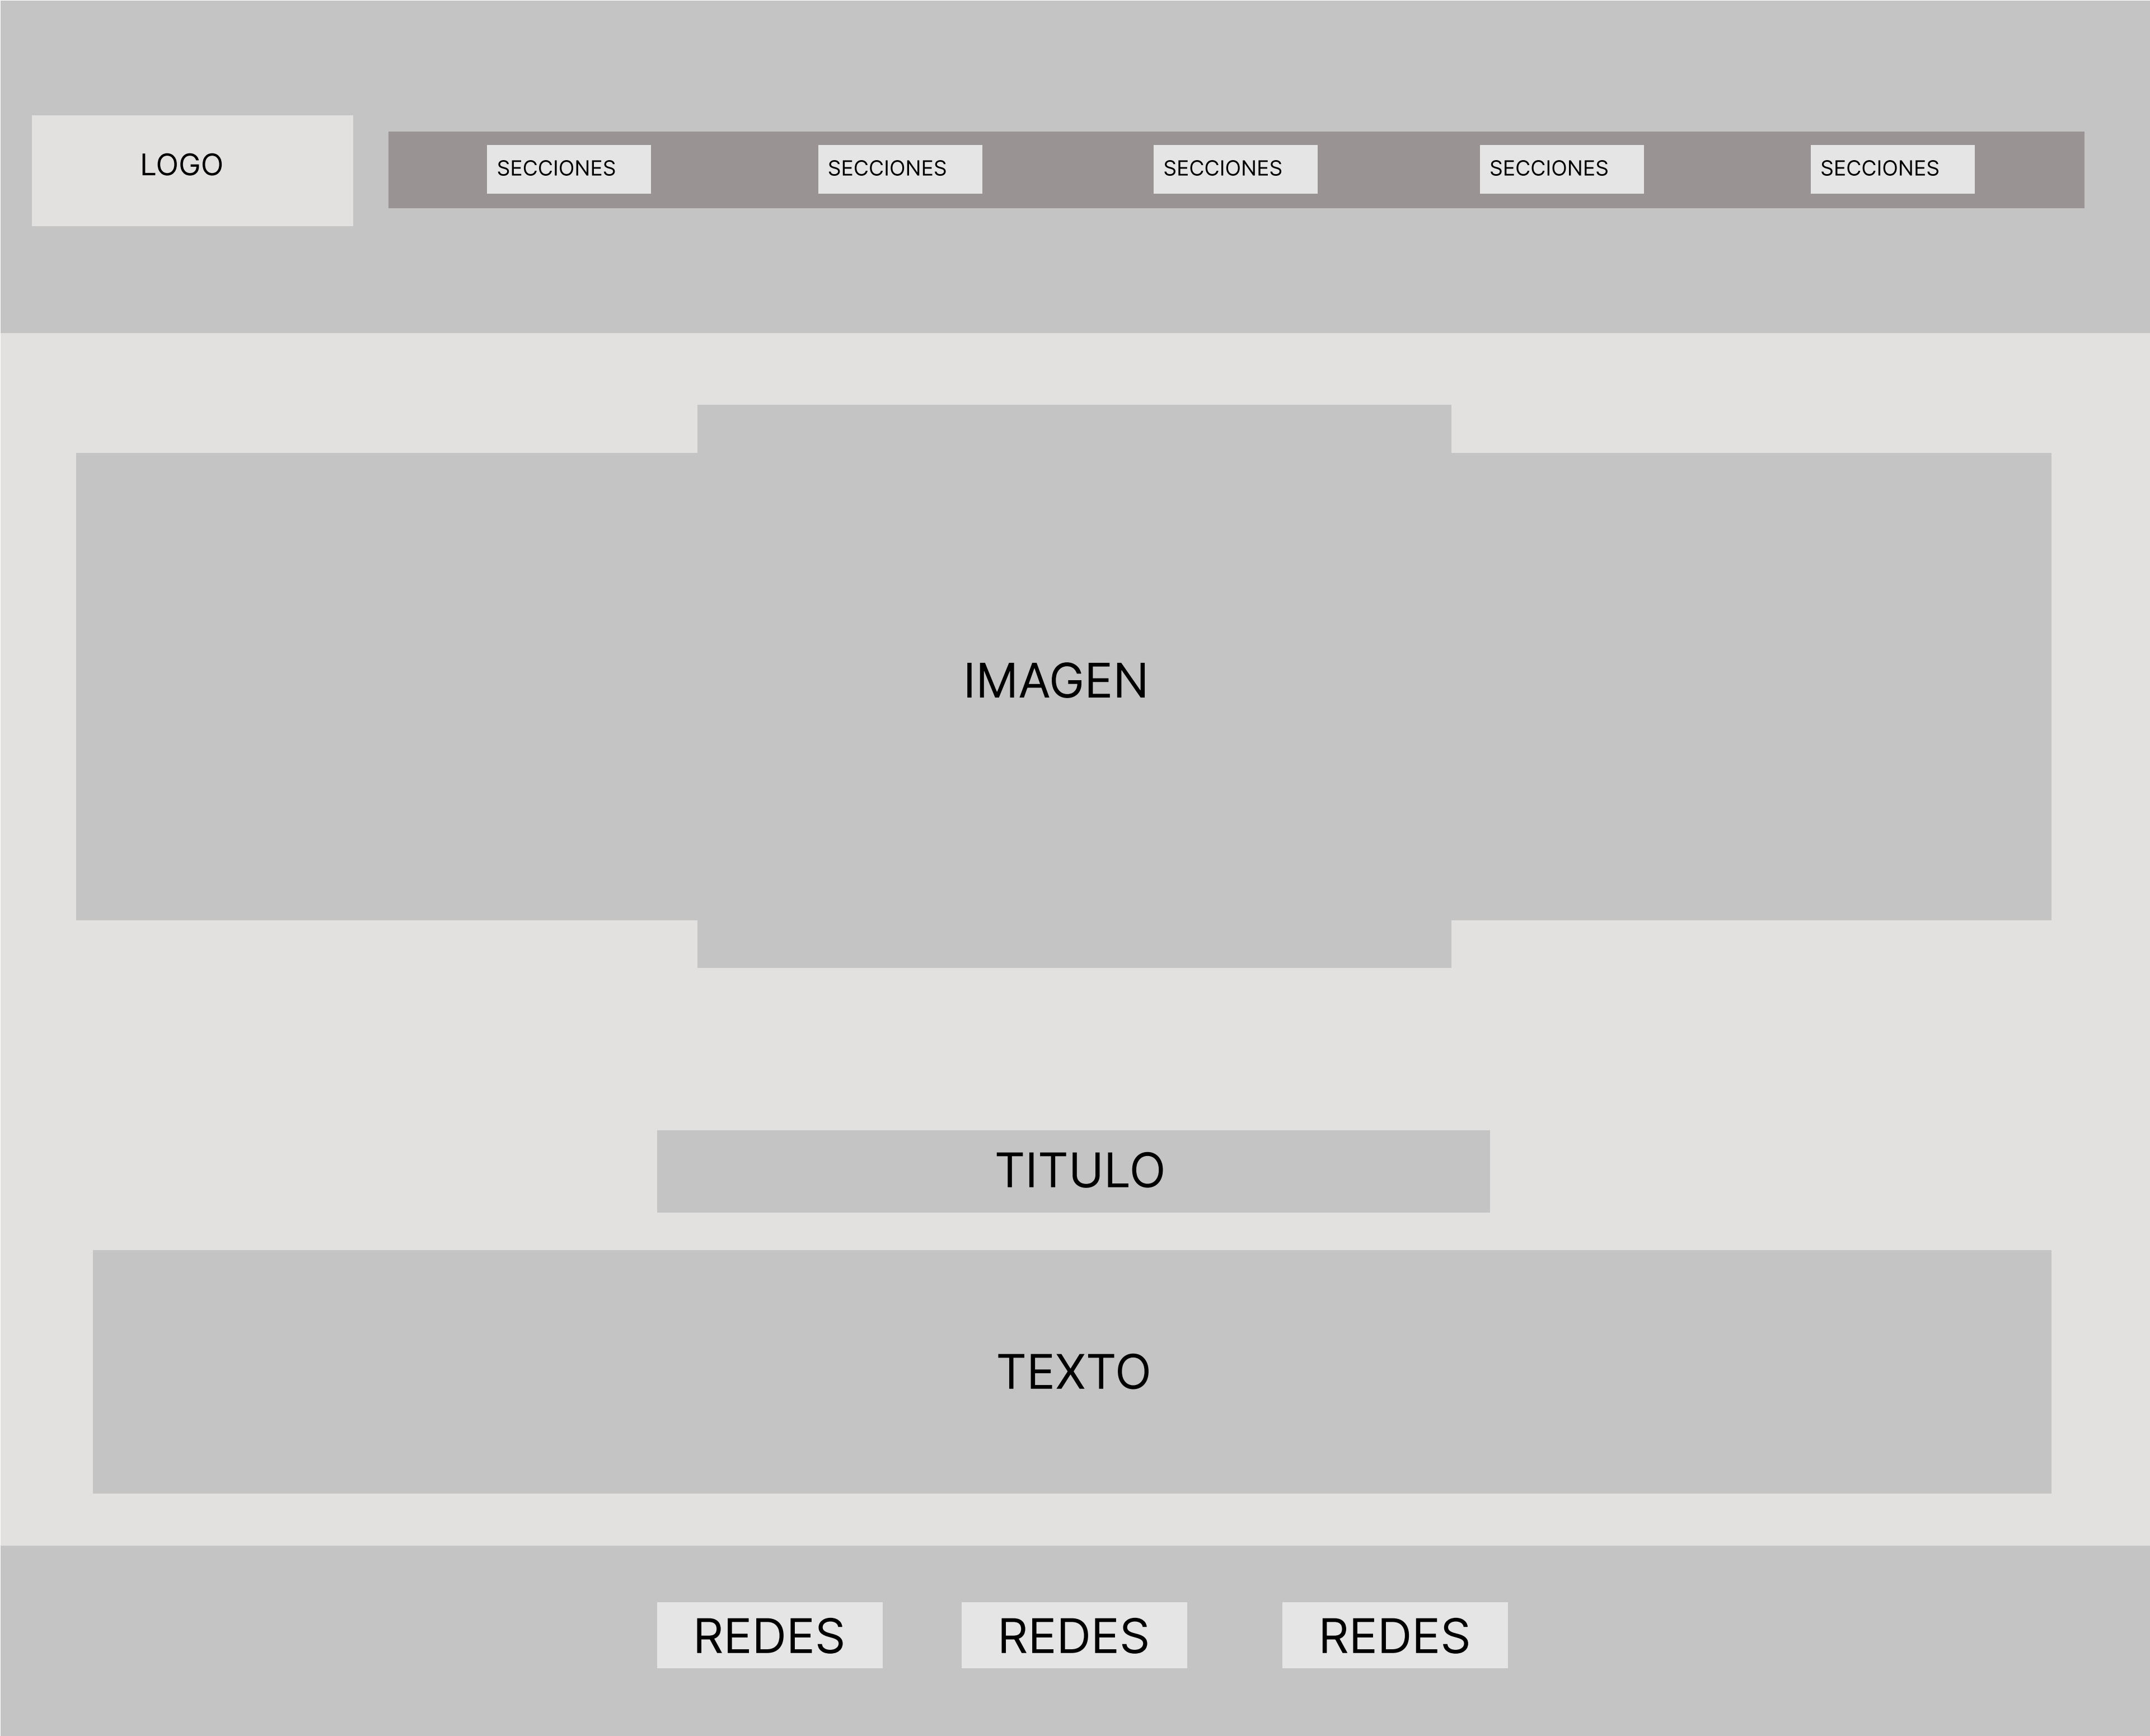 LOGO
SECCIONES
SECCIONES
SECCIONES
SECCIONES
SECCIONES
IMAGEN
TITULO
TEXTO
REDES
REDES
REDES